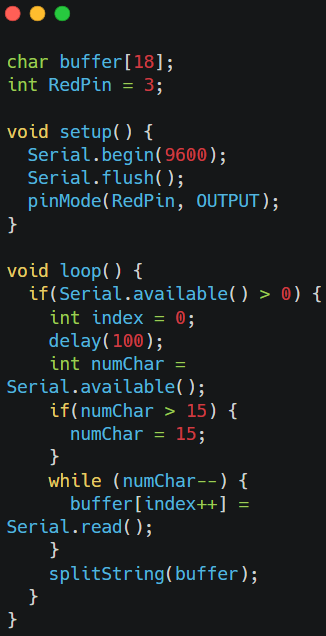 char buffer[18];
int RedPin = 3;

void setup() {
  Serial.begin(9600);
  Serial.flush();
  pinMode(RedPin, OUTPUT);
}

void loop() {
  if(Serial.available() > 0) {
    int index = 0;
    delay(100);
    int numChar =
Serial.available();
    if(numChar > 15) {
      numChar = 15;
    }
    while (numChar--) {
      buffer[index++] =
Serial.read();
    }
    splitString(buffer);
  }
}